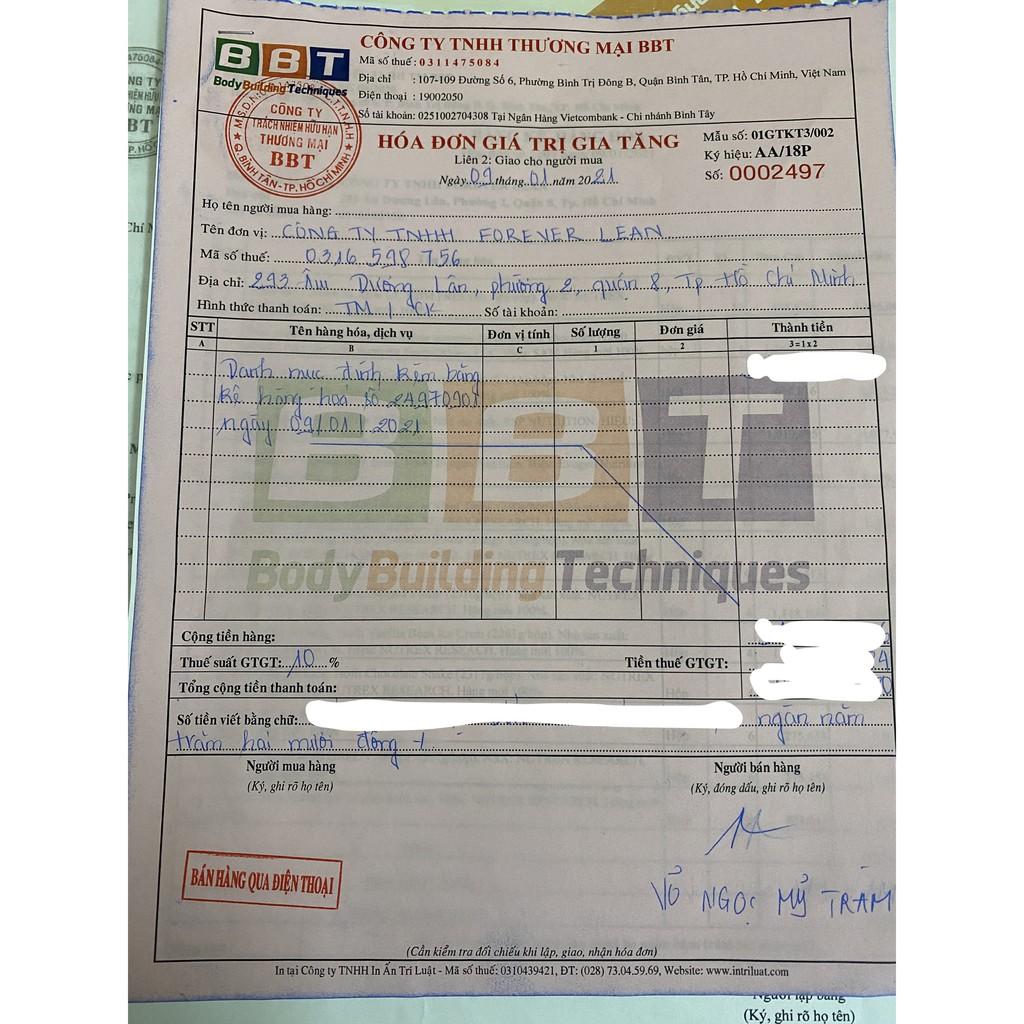 BBT
Body Building Techniques
CÔNG TY TNHH THƯƠNG MẠI BBT
Mã số thuế: 0311475084
Địa chỉ : 107-109 Đường Số 6, Phường Bình Trị Đông B, Quận Bình Tân, TP. Hồ Chí Minh, Việt Nam
Điện thoại : 19002050
Số tài khoản: 0251002704308 Tại Ngân Hàng Vietcombank - Chi nhánh Bình Tây
CÔNG TY
TRÁCH NHIỆM HỮU HẠN
THƯƠNG MẠI
BBT
Q. BÌNH TÂN - TP. HỒ CHÍ MINH
HÓA ĐƠN GIÁ TRỊ GIA TĂNG
Liên 2: Giao cho người mua
Ngày 09 tháng 01 năm 2021
Mẫu số: 01GTKT3/002
Ký hiệu: AA/18P
Số: 0002497
Họ tên người mua hàng:
Tên đơn vị: CÔNG TY TNHH FOREVER LEAN
Mã số thuế: 0316 598 756
Địa chỉ: 293 Âu Dương Lân, phường 2, quận 8, Tp Hồ Chí Minh
Hình thức thanh toán: TM / CK Số tài khoản:
STT Tên hàng hóa, dịch vụ Đơn vị tính Số lượng Đơn giá Thành tiền
A B C 1 2 3=1x2
Danh mục đính kèm bảng
kê hàng hoá số
ngày 09/01/2021
BBT
Body Building Techniques
Cộng tiền hàng:
Thuế suất GTGT: 10 % Tiền thuế GTGT:
Tổng cộng tiền thanh toán:
Số tiền viết bằng chữ: ngàn năm
trăm hai mươi đồng
Người mua hàng Người bán hàng
(Ký, ghi rõ họ tên) (Ký, đóng dấu, ghi rõ họ tên)
BÁN HÀNG QUA ĐIỆN THOẠI
VÕ NGỌC MỸ TRÂM
(Cần kiểm tra đối chiếu khi lập, giao, nhận hóa đơn)
In tại Công ty TNHH In Ấn Trí Luật - Mã số thuế: 0310439421, ĐT: (028) 73.04.59.69, Website: www.intriluat.com
Người lập bảng
(Ký, ghi rõ họ tên)